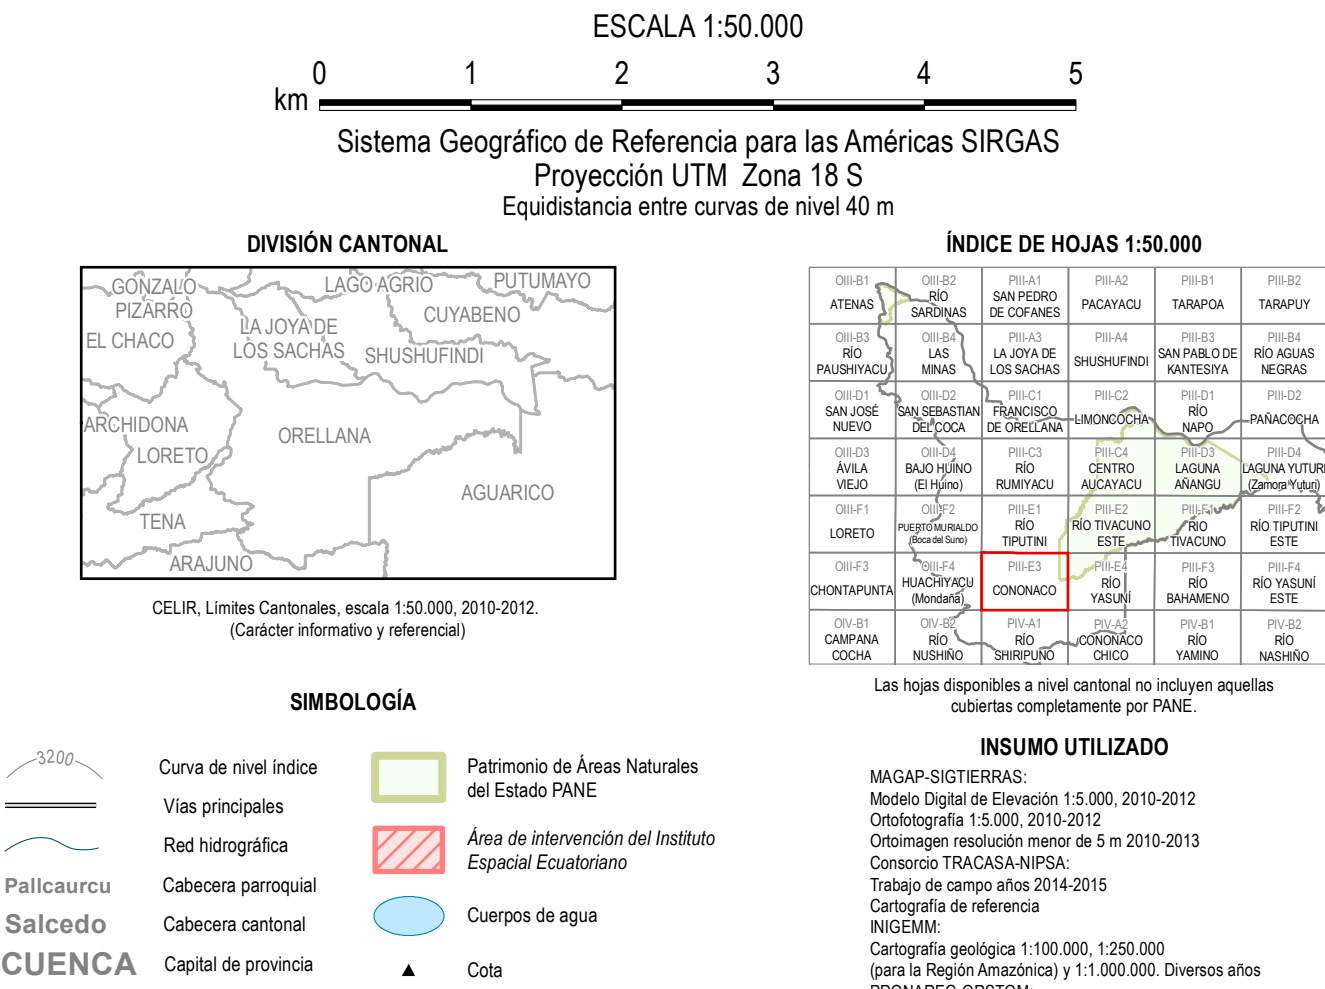 ESCALA 1:50.000
0 1 2 3 4 5
km
Sistema Geográfico de Referencia para las Américas SIRGAS
Proyección UTM Zona 18 S
Equidistancia entre curvas de nivel 40 m
DIVISIÓN CANTONAL
GONZALO
PIZARRO
LAGO AGRIO
PUTUMAYO
CUYABENO
EL CHACO
LA JOYA DE
LOS SACHAS
SHUSHUFINDI
ARCHIDONA
LORETO
ORELLANA
AGUARICO
TENA
ARAJUNO
CELIR, Límites Cantonales, escala 1:50.000, 2010-2012.
(Carácter informativo y referencial)
ÍNDICE DE HOJAS 1:50.000
OIII-B1
ATENAS
OIII-B2
RÍO
SARDINAS
PIII-A1
SAN PEDRO
DE COFANES
PIII-A2
PACAYACU
PIII-B1
TARAPOA
PIII-B2
TARAPUY
OIII-B3
RÍO
PAUSHIYACU
OIII-B4
LAS
MINAS
PIII-A3
LA JOYA DE
LOS SACHAS
PIII-A4
SHUSHUFINDI
PIII-B3
SAN PABLO DE
KANTESIYA
PIII-B4
RÍO AGUAS
NEGRAS
OIII-D1
SAN JOSÉ
NUEVO
OIII-D2
SAN SEBASTIAN
DEL COCA
PIII-C1
FRANCISCO
DE ORELLANA
PIII-C2
LIMONCOCHA
PIII-D1
RÍO
NAPO
PIII-D2
PAÑACOCHA
OIII-D3
ÁVILA
VIEJO
OIII-D4
BAJO HUINO
(El Huino)
PIII-C3
RÍO
RUMIYACU
PIII-C4
CENTRO
AUCAYACU
PIII-D3
LAGUNA
AÑANGU
PIII-D4
LAGUNA YUTURI
(Zamora Yuturi)
OIII-F1
LORETO
OIII-F2
PUERTO MURIALDO
(Boca del Suno)
PIII-E1
RÍO
TIPUTINI
PIII-E2
RÍO TIVACUNO
ESTE
PIII-F1
RÍO
TIVACUNO
PIII-F2
RÍO TIPUTINI
ESTE
OIII-F3
CHONTAPUNTA
OIII-F4
HUACHIYACU
(Mondaña)
PIII-E3
CONONACO
PIII-E4
RÍO
YASUNÍ
PIII-F3
RÍO
BAHAMENO
PIII-F4
RÍO YASUNÍ
ESTE
OIV-B1
CAMPANA
COCHA
OIV-B2
RÍO
NUSHIÑO
PIV-A1
RÍO
SHIRIPUNO
PIV-A2
CONONACO
CHICO
PIV-B1
RÍO
YAMINO
PIV-B2
RÍO
NASHIÑO
Las hojas disponibles a nivel cantonal no incluyen aquellas
cubiertas completamente por PANE.
SIMBOLOGÍA
3200
Curva de nivel índice
Vías principales
Red hidrográfica
Pallcaurcu Cabecera parroquial
Salcedo Cabecera cantonal
CUENCA Capital de provincia
Patrimonio de Áreas Naturales
del Estado PANE
Área de intervención del Instituto
Espacial Ecuatoriano
Cuerpos de agua
Cota
INSUMO UTILIZADO
MAGAP-SIGTIERRAS:
Modelo Digital de Elevación 1:5.000, 2010-2012
Ortofotografía 1:5.000, 2010-2012
Ortoimagen resolución menor de 5 m 2010-2013
Consorcio TRACASA-NIPSA:
Trabajo de campo años 2014-2015
Cartografía de referencia
INIGEMM:
Cartografía geológica 1:100.000, 1:250.000
(para la Región Amazónica) y 1:1.000.000. Diversos años